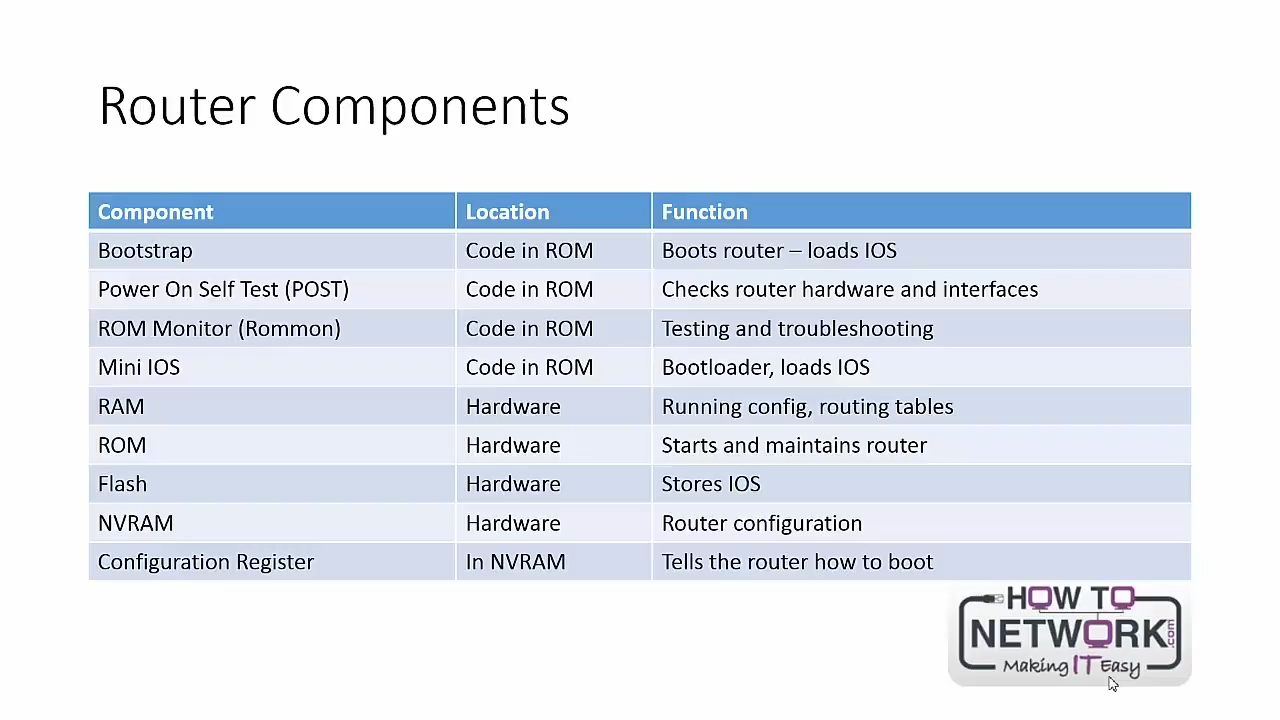 Router Components
Component Location Function
Bootstrap Code in ROM Boots router – loads IOS
Power On Self Test (POST) Code in ROM Checks router hardware and interfaces
ROM Monitor (Rommon) Code in ROM Testing and troubleshooting
Mini IOS Code in ROM Bootloader, loads IOS
RAM Hardware Running config, routing tables
ROM Hardware Starts and maintains router
Flash Hardware Stores IOS
NVRAM Hardware Router configuration
Configuration Register In NVRAM Tells the router how to boot
HOW TO
NETWORK.com
Making IT Easy